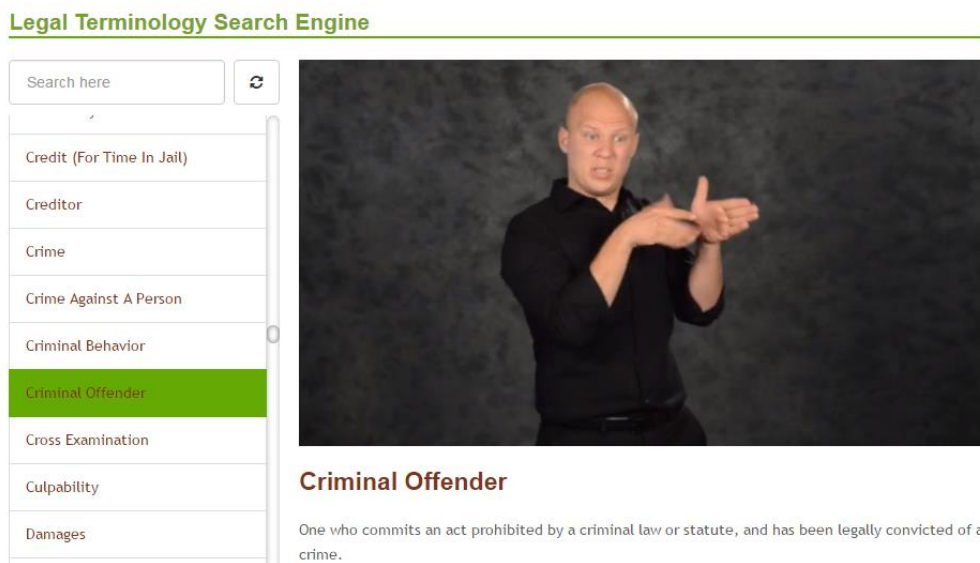 Legal Terminology Search Engine
Search here
Credit (For Time In Jail)
Creditor
Crime
Crime Against A Person
Criminal Behavior
Criminal Offender
Cross Examination
Culpability
Damages
Criminal Offender
One who commits an act prohibited by a criminal law or statute, and has been legally convicted of a
crime.